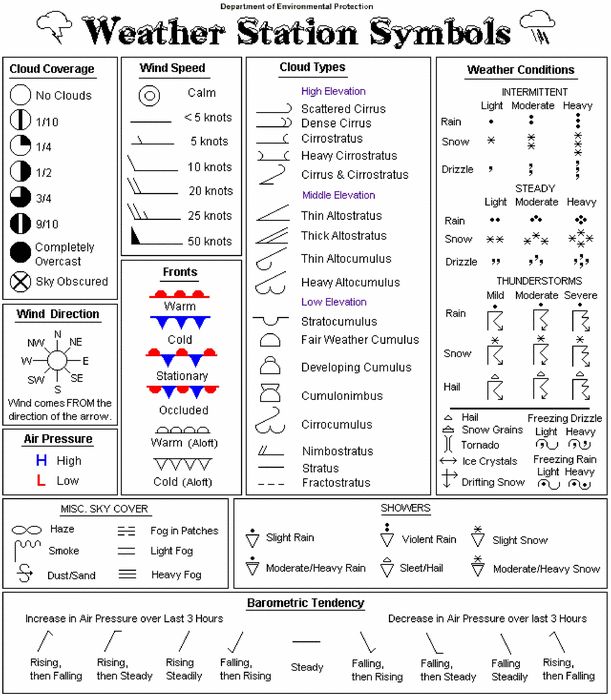 Department of Environmental Protection
Weather Station Symbols
Cloud Coverage
No Clouds
1/10
1/4
1/2
3/4
9/10
Completely
Overcast
Sky Obscured
Wind Direction
N
NE
E
SE
S
SW
W
NW
Wind comes FROM the
direction of the arrow.
Air Pressure
H High
L Low
Wind Speed
Calm
< 5 knots
5 knots
10 knots
20 knots
25 knots
50 knots
Fronts
Warm
Cold
Stationary
Occluded
Warm (Aloft)
Cold (Aloft)
Cloud Types
High Elevation
Scattered Cirrus
Dense Cirrus
Cirrostratus
Heavy Cirrostratus
Cirrus & Cirrostratus
Middle Elevation
Thin Altostratus
Thick Altostratus
Thin Altocumulus
Heavy Altocumulus
Low Elevation
Stratocumulus
Fair Weather Cumulus
Developing Cumulus
Cumulonimbus
Cirrocumulus
Nimbostratus
Stratus
Fractostratus
Weather Conditions
INTERMITTENT
Light Moderate Heavy
Rain
Snow
Drizzle
STEADY
Light Moderate Heavy
Rain
Snow
Drizzle
THUNDERSTORMS
Mild Moderate Severe
Rain
Snow
Hail
Hail
Snow Grains
Tornado
Ice Crystals
Drifting Snow
Freezing Drizzle
Light Heavy
Freezing Rain
Light Heavy
MISC. SKY COVER
Haze
Smoke
Dust/Sand
Fog in Patches
Light Fog
Heavy Fog
SHOWERS
Slight Rain
Moderate/Heavy Rain
Violent Rain
Sleet/Hail
Slight Snow
Moderate/Heavy Snow
Barometric Tendency
Increase in Air Pressure over Last 3 Hours
Decrease in Air Pressure over last 3 Hours
Rising,
then Falling
Rising,
then Steady
Rising
Steadily
Falling,
then Rising
Steady
Falling,
then Rising
Falling,
then Steady
Falling
Steadily
Rising,
then Falling